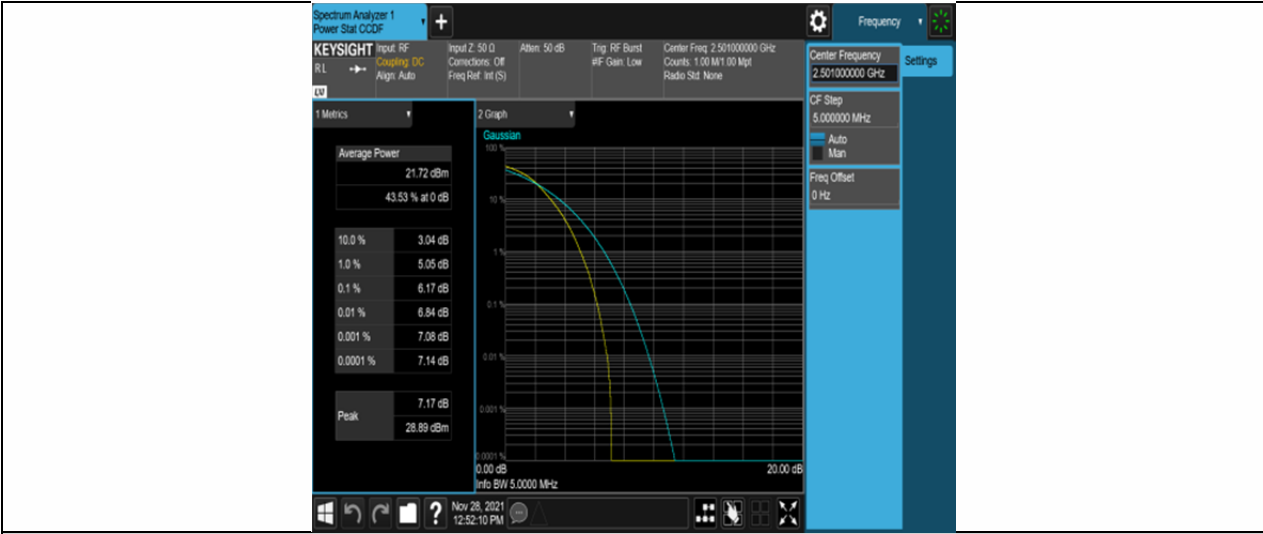 Spectrum Analyzer 1
Power Stat CCDF
Frequency
KEYSIGHT
Input: RF
Coupling: DC
Align: Auto
RL
LV
Input Z: 50 Ω
Corrections: Off
Freq Ref: Int (S)
Atten: 50 dB
Trig: RF Burst
#IF Gain: Low
Center Freq: 2.501000000 GHz
Counts: 1.00 M/1.00 Mpt
Radio Std: None
Center Frequency
2.501000000 GHz
Settings
CF Step
5.000000 MHz
Auto
Man
Freq Offset
0 Hz
1 Metrics
Average Power
21.72 dBm
43.53 % at 0 dB
10.0 % 3.04 dB
1.0 % 5.05 dB
0.1 % 6.17 dB
0.01 % 6.84 dB
0.001 % 7.08 dB
0.0001 % 7.14 dB
Peak
7.17 dB
28.89 dBm
2 Graph
Gaussian
100 %
10 %
1 %
0.1 %
0.01 %
0.001 %
0.0001 %
0.00 dB 20.00 dB
Info BW 5.0000 MHz
Nov 28, 2021
12:52:10 PM